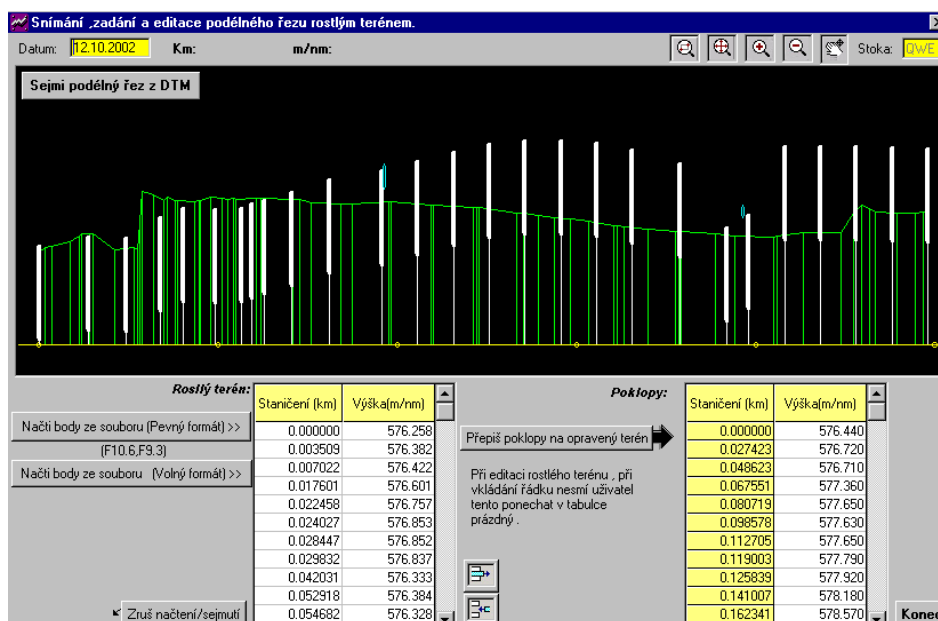 Snímání ,zadání a editace podélného řezu rostlým terénem.
Datum: 12.10.2002 Km: m/nm: Stoka: QWE
Sejmi podélný řez z DTM
Rostlý terén:
Načti body ze souboru (Pevný formát) >>
(F10.6,F9.3)
Načti body ze souboru (Volný formát) >>
Zruš načtení/sejmutí
Staničení (km) Výška(m/nm)
0.000000 576.258
0.003509 576.382
0.007022 576.422
0.017601 576.601
0.022458 576.757
0.024027 576.853
0.028447 576.852
0.029832 576.837
0.042031 576.333
0.052918 576.384
0.054682 576.328
Poklopy:
Přepiš poklopy na opravený terén
Při editaci rostlého terénu , při
vkládání řádku nesmí uživatel
tento ponechat v tabulce
prázdný .
Staničení (km) Výška(m/nm)
0.000000 576.440
0.027423 576.720
0.048623 576.710
0.067551 577.360
0.080719 577.650
0.098578 577.630
0.112705 577.650
0.119003 577.790
0.125839 577.920
0.141007 578.180
0.162341 578.570
Konec